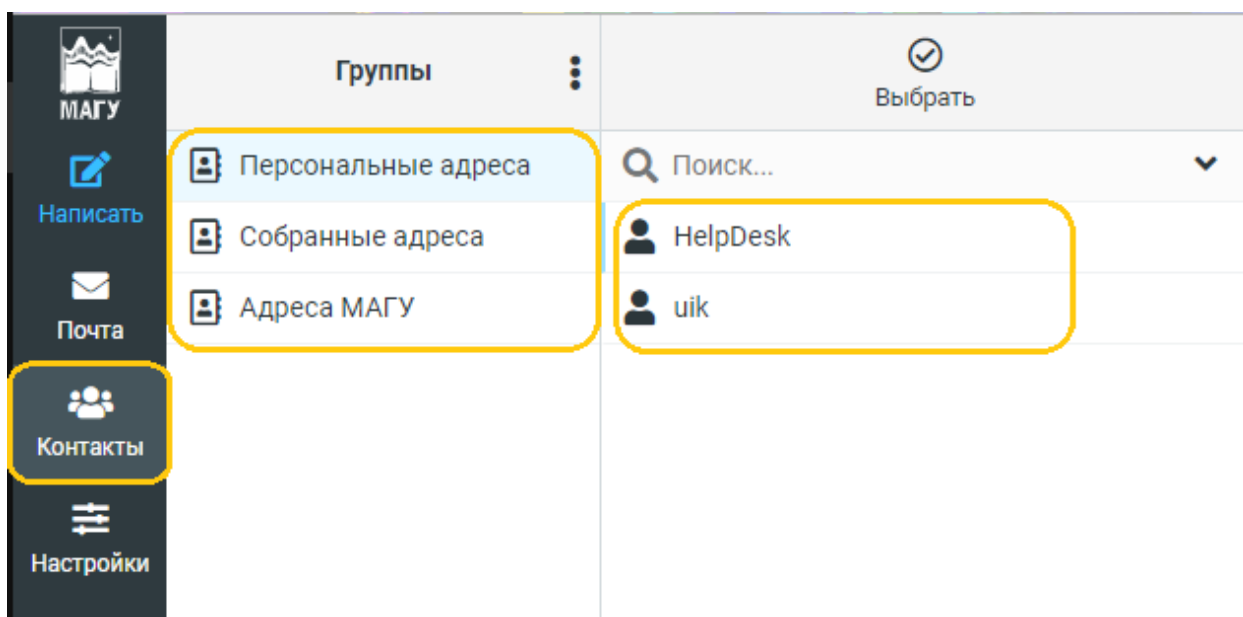 МАГУ
Написать
Почта
Контакты
Настройки
Группы
Персональные адреса
Собранные адреса
Адреса МАГУ
Выбрать
Поиск...
HelpDesk
uik